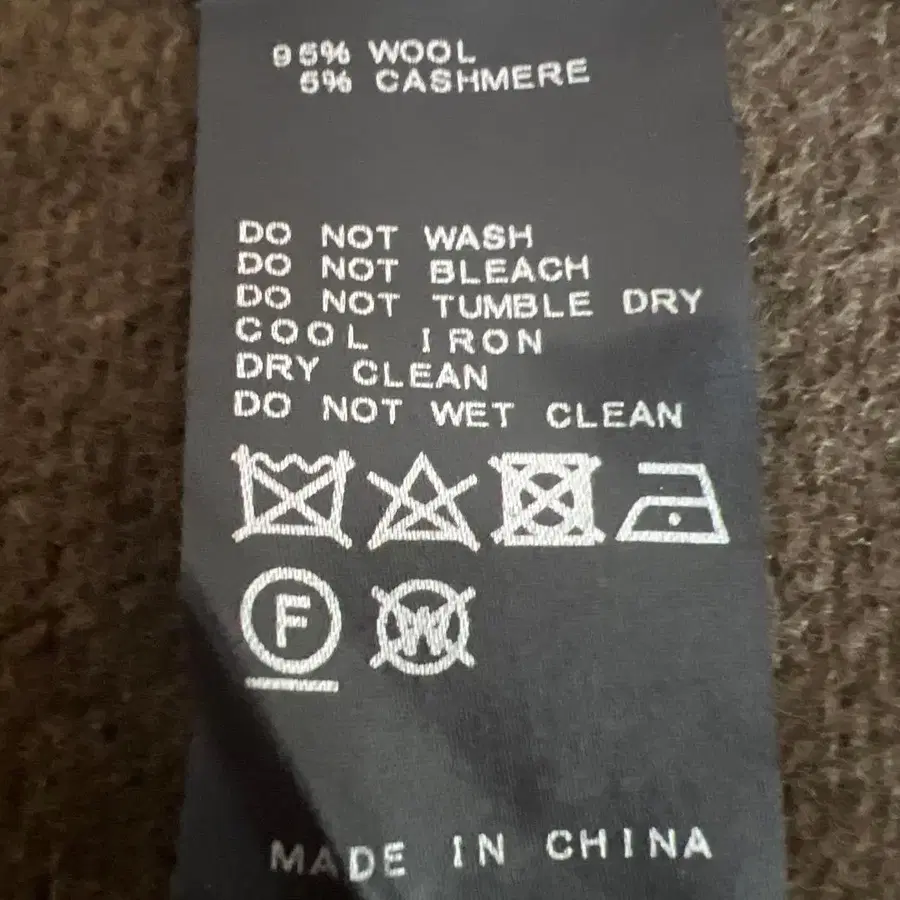 95% WOOL
5% CASHMERE
DO NOT WASH
DO NOT BLEACH
DO NOT TUMBLE DRY
COOL IRON
DRY CLEAN
DO NOT WET CLEAN
F
W
MADE IN CHINA